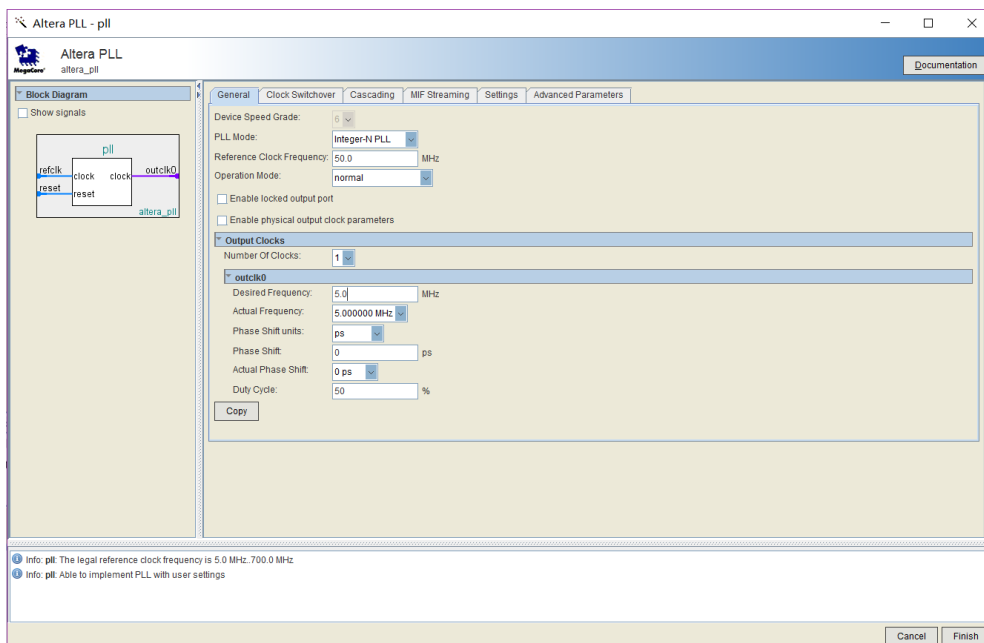 Altera PLL - pll
Altera PLL
altera_pll
MegaCore'
Documentation
Block Diagram
Show signals
pll
refclk
clock
clock
outclk0
reset
reset
altera_pll
General
Clock Switchover
Cascading
MIF Streaming
Settings
Advanced Parameters
Device Speed Grade: 6
PLL Mode: Integer-N PLL
Reference Clock Frequency: 50.0 MHz
Operation Mode: normal
Enable locked output port
Enable physical output clock parameters
Output Clocks
Number Of Clocks: 1
outclk0
Desired Frequency: 5.0 MHz
Actual Frequency: 5.000000 MHz
Phase Shift units: ps
Phase Shift: 0 ps
Actual Phase Shift: 0 ps
Duty Cycle: 50 %
Copy
Info: pll: The legal reference clock frequency is 5.0 MHz..700.0 MHz
Info: pll: Able to implement PLL with user settings
Cancel
Finish